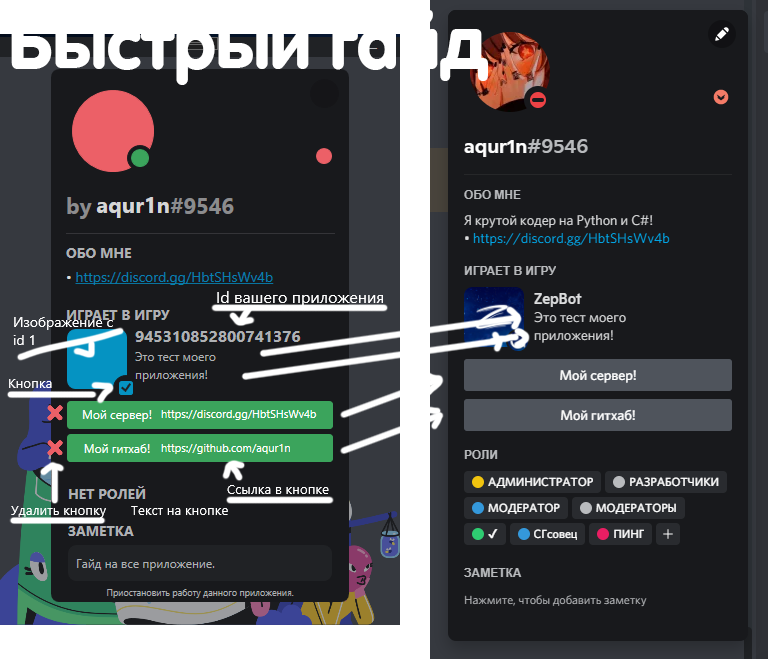 Быстрый гайд
by aqur1n#9546
ОБО МНЕ
• https://discord.gg/HbtSHsWv4b
ИГРАЕТ В ИГРУ
Id вашего приложения
Изображение с
id 1
945310852800741376
Это тест моего
приложения!
Кнопка
Мой сервер! https://discord.gg/HbtSHsWv4b
Мой гитхаб! https://github.com/aqur1n
НЕТ РОЛЕЙ
Ссылка в кнопке
Удалить кнопку
Текст на кнопке
ЗАМЕТКА
Гайд на все приложение.
Приостановить работу данного приложения.
aqur1n#9546
ОБО МНЕ
Я крутой кодер на Python и C#!
• https://discord.gg/HbtSHsWv4b
ИГРАЕТ В ИГРУ
ZepBot
Это тест моего
приложения!
Мой сервер!
Мой гитхаб!
РОЛИ
АДМИНИСТРАТОР РАЗРАБОТЧИКИ
МОДЕРАТОР МОДЕРАТОРЫ
✓ СГсовец ПИНГ +
ЗАМЕТКА
Нажмите, чтобы добавить заметку